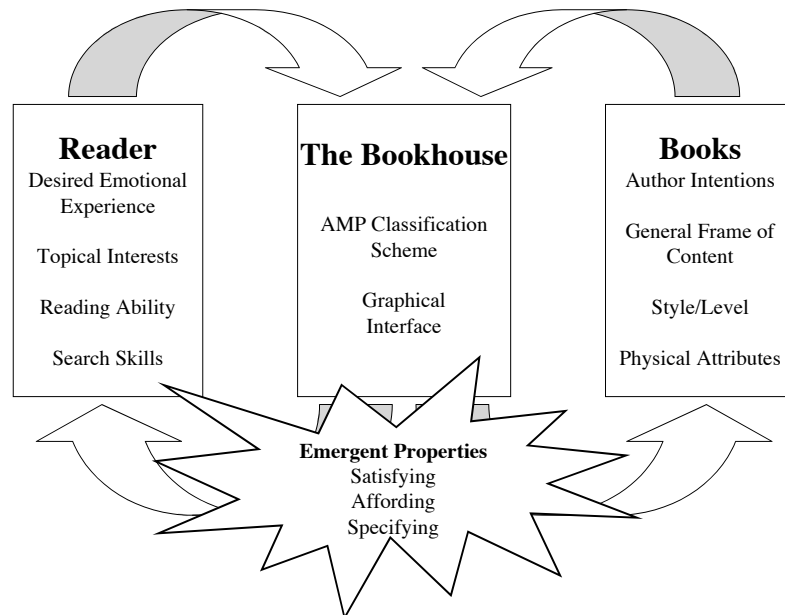 Reader
Desired Emotional
Experience
Topical Interests
Reading Ability
Search Skills
The Bookhouse
AMP Classification
Scheme
Graphical
Interface
Books
Author Intentions
General Frame of
Content
Style/Level
Physical Attributes
Emergent Properties
Satisfying
Affording
Specifying